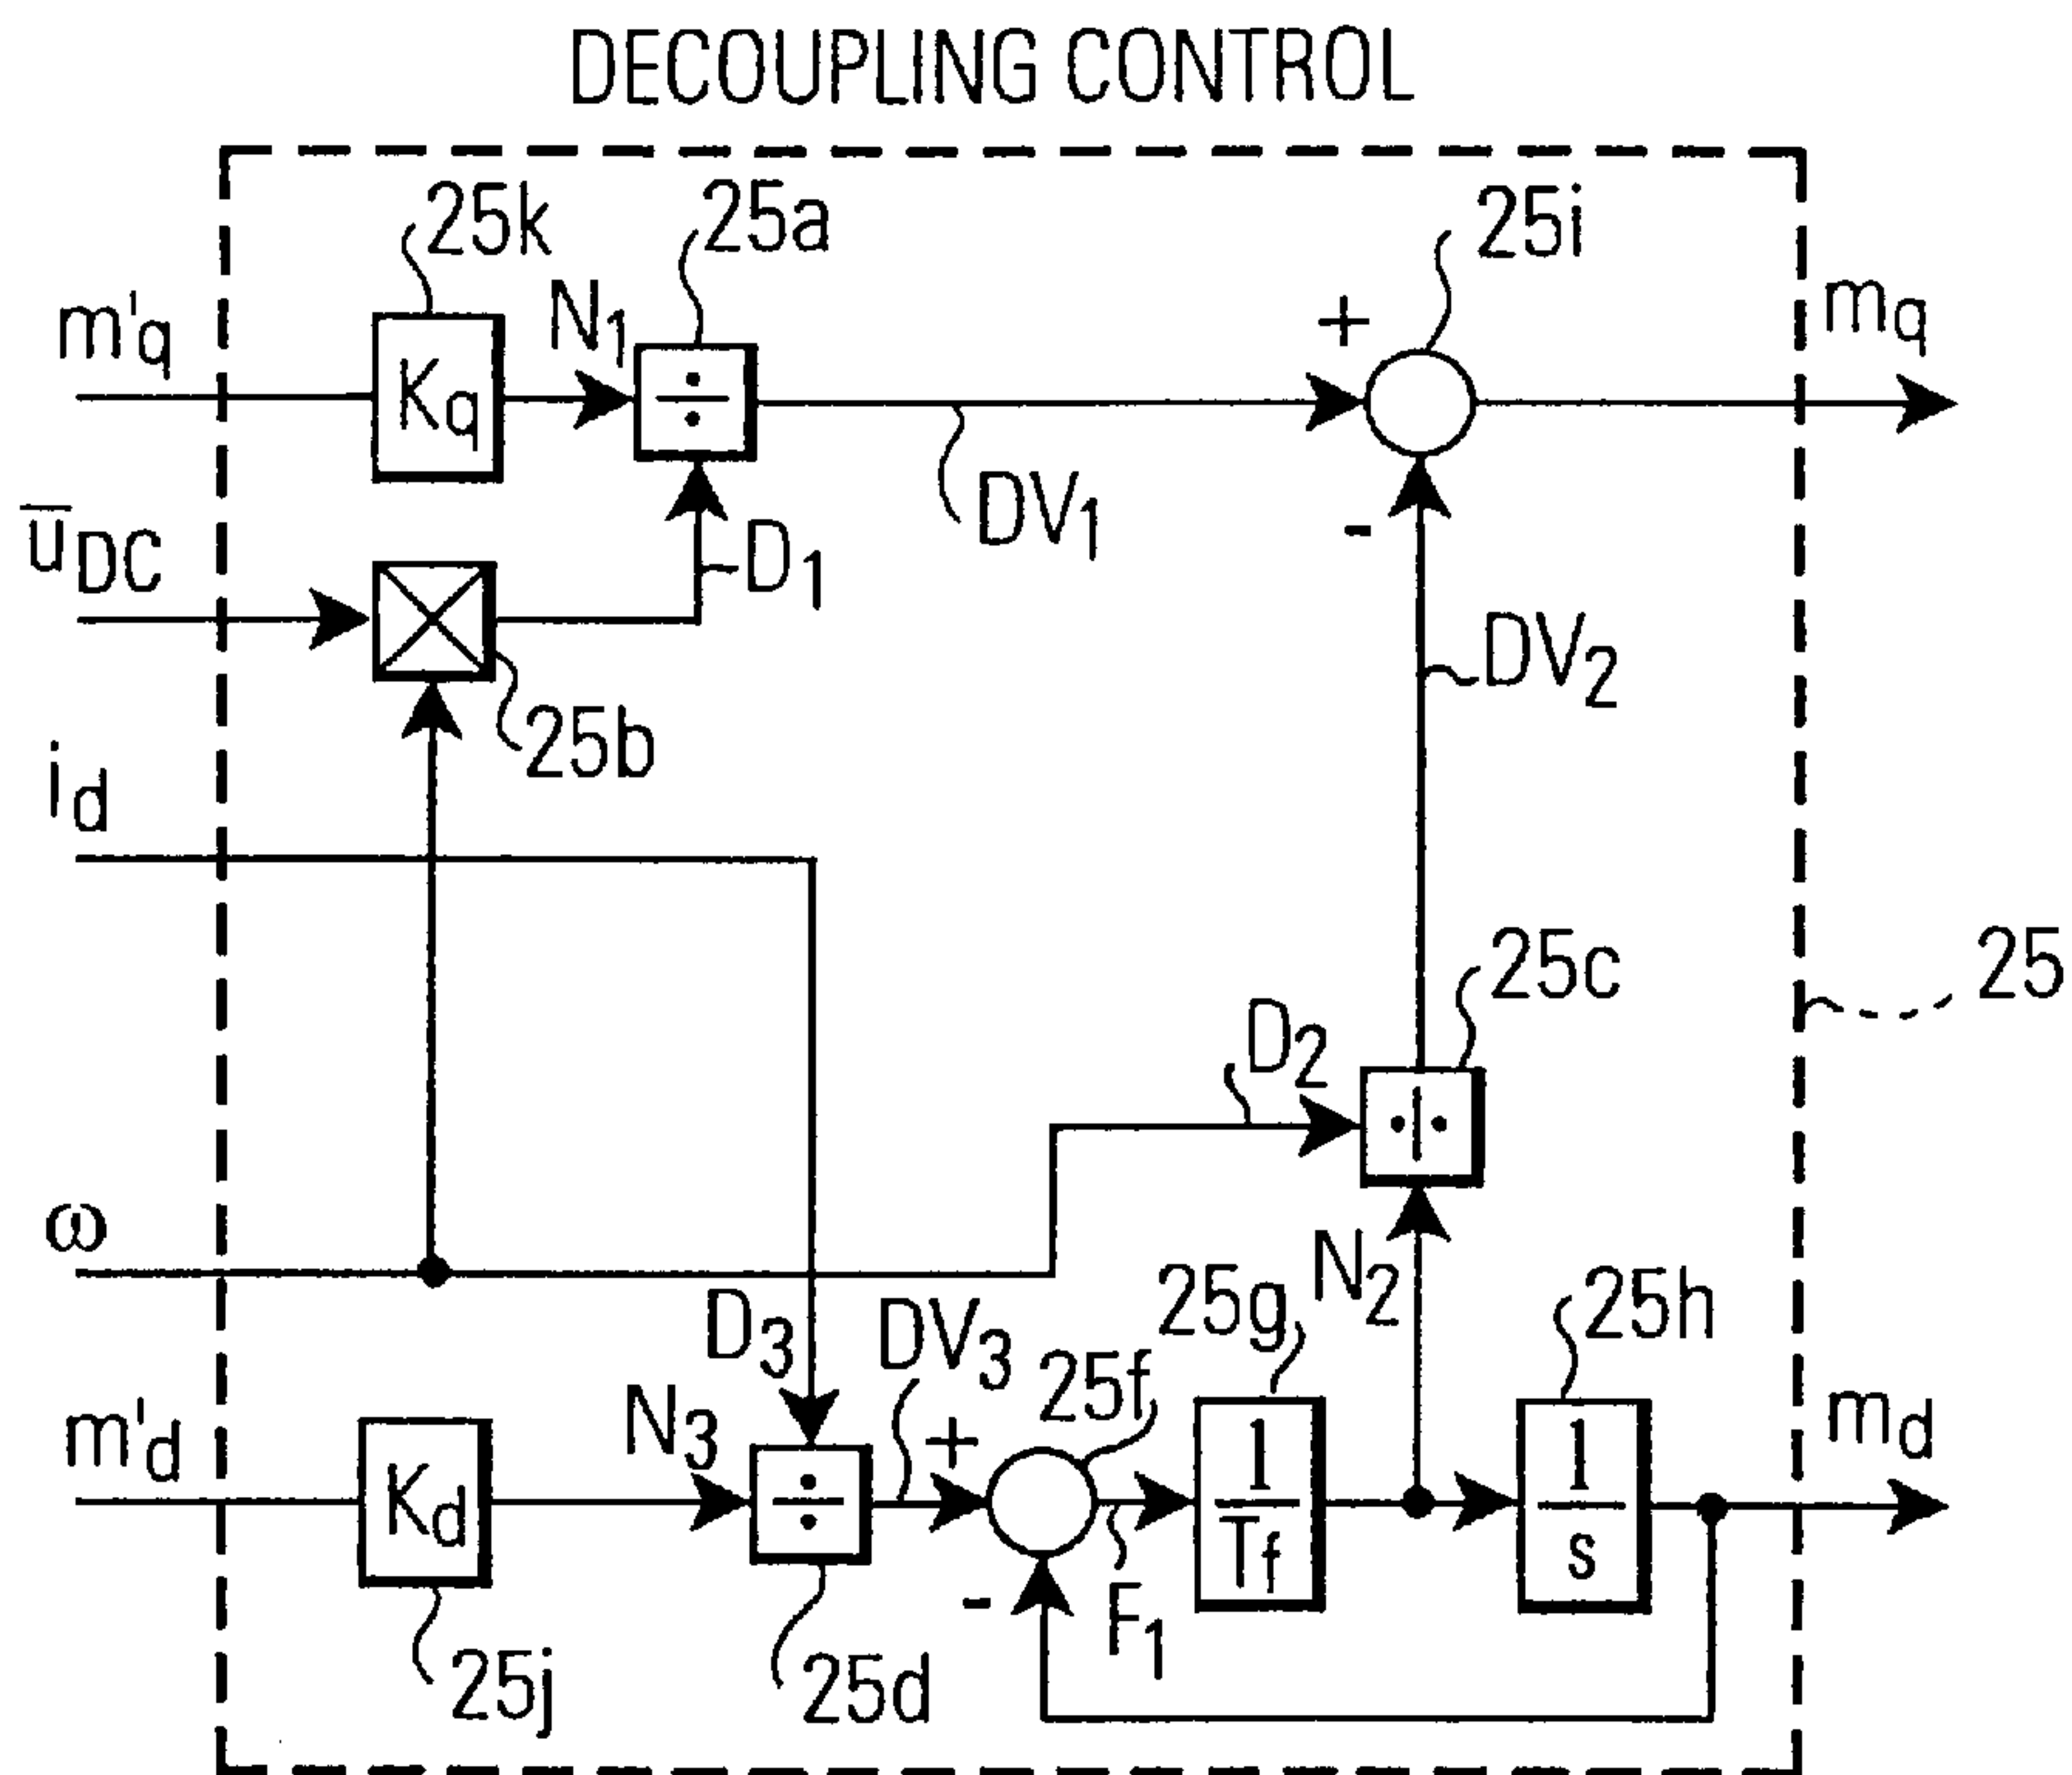 DECOUPLING CONTROL
25k
25a
25i
m'q
Kq
N1
÷
+
mq
DV1
-
u̅DC
D1
25b
DV2
id
25c
25
D2
ω
N2
25g
25h
D3
DV3
25f
m'd
Kd
N3
÷
+
1
Tf
1
s
md
-
F1
25j
25d